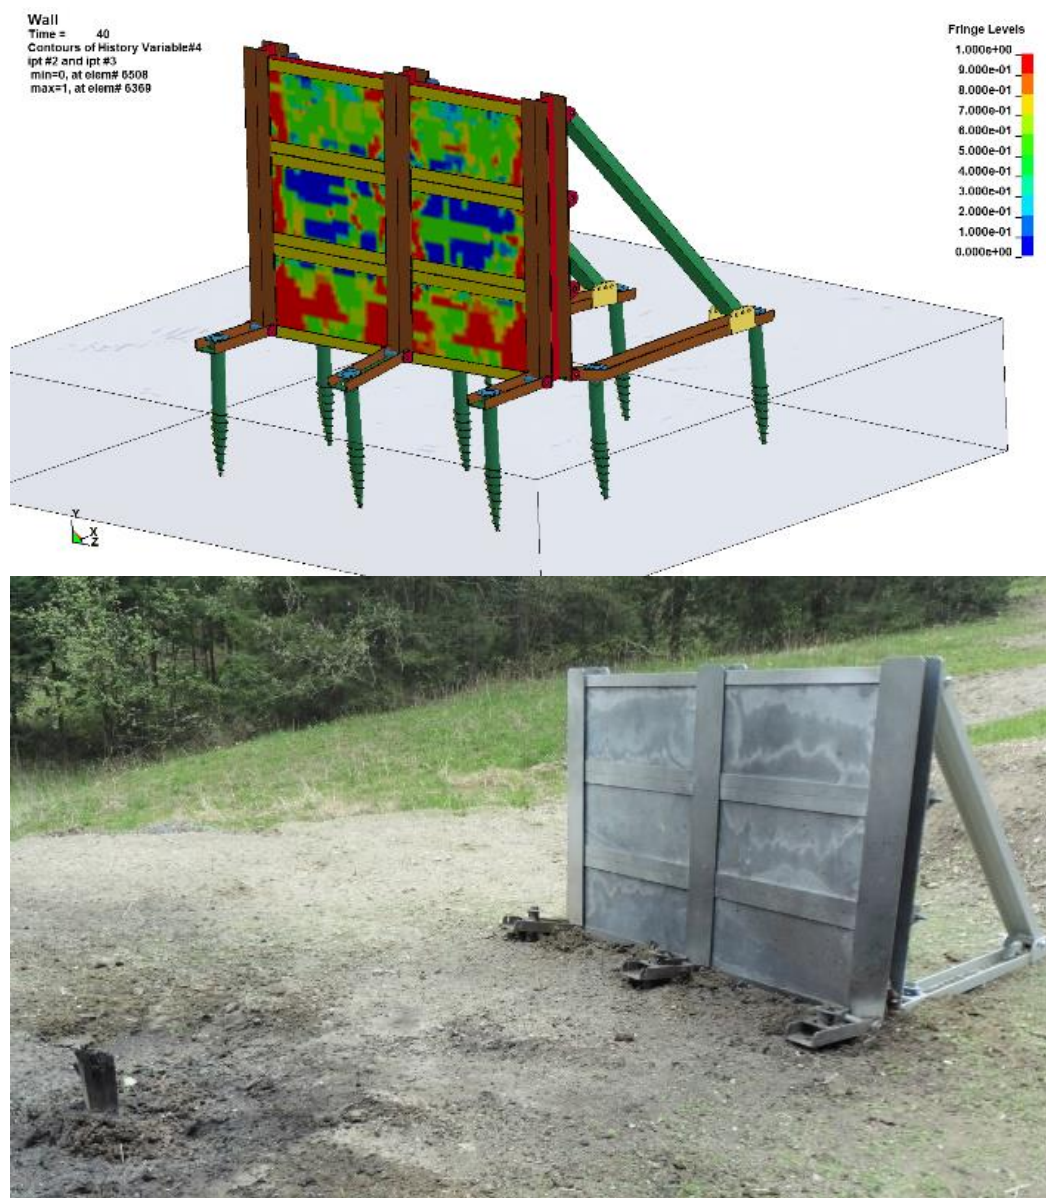 Wall
Time = 40
Contours of History Variable#4
ipt #2 and ipt #3
min=0, at elem# 6508
max=1, at elem# 6369
Fringe Levels
1.000e+00
9.000e-01
8.000e-01
7.000e-01
6.000e-01
5.000e-01
4.000e-01
3.000e-01
2.000e-01
1.000e-01
0.000e+00
Y
X
Z